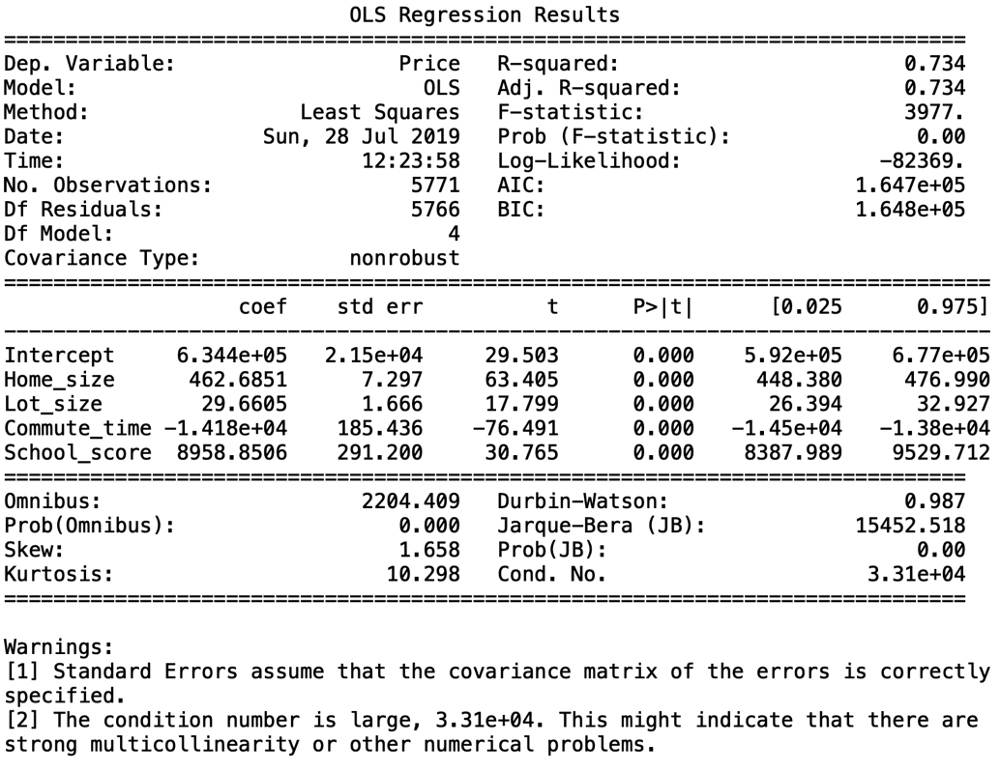 OLS Regression Results
==============================================================================
Dep. Variable:                  Price   R-squared:                       0.734
Model:                            OLS   Adj. R-squared:                  0.734
Method:                 Least Squares   F-statistic:                     3977.
Date:                Sun, 28 Jul 2019   Prob (F-statistic):               0.00
Time:                        12:23:58   Log-Likelihood:                -82369.
No. Observations:                5771   AIC:                         1.647e+05
Df Residuals:                    5766   BIC:                         1.648e+05
Df Model:                           4
Covariance Type:            nonrobust
================================================================================
                   coef    std err          t      P>|t|      [0.025      0.975]
--------------------------------------------------------------------------------
Intercept     6.344e+05   2.15e+04     29.503      0.000    5.92e+05    6.77e+05
Home_size      462.6851      7.297     63.405      0.000     448.380     476.990
Lot_size        29.6605      1.666     17.799      0.000      26.394      32.927
Commute_time -1.418e+04    185.436    -76.491      0.000   -1.45e+04   -1.38e+04
School_score  8958.8506    291.200     30.765      0.000    8387.989    9529.712
==============================================================================
Omnibus:                     2204.409   Durbin-Watson:                   0.987
Prob(Omnibus):                  0.000   Jarque-Bera (JB):            15452.518
Skew:                           1.658   Prob(JB):                         0.00
Kurtosis:                      10.298   Cond. No.                     3.31e+04
==============================================================================
Warnings:
[1] Standard Errors assume that the covariance matrix of the errors is correctly
specified.
[2] The condition number is large, 3.31e+04. This might indicate that there are
strong multicollinearity or other numerical problems.